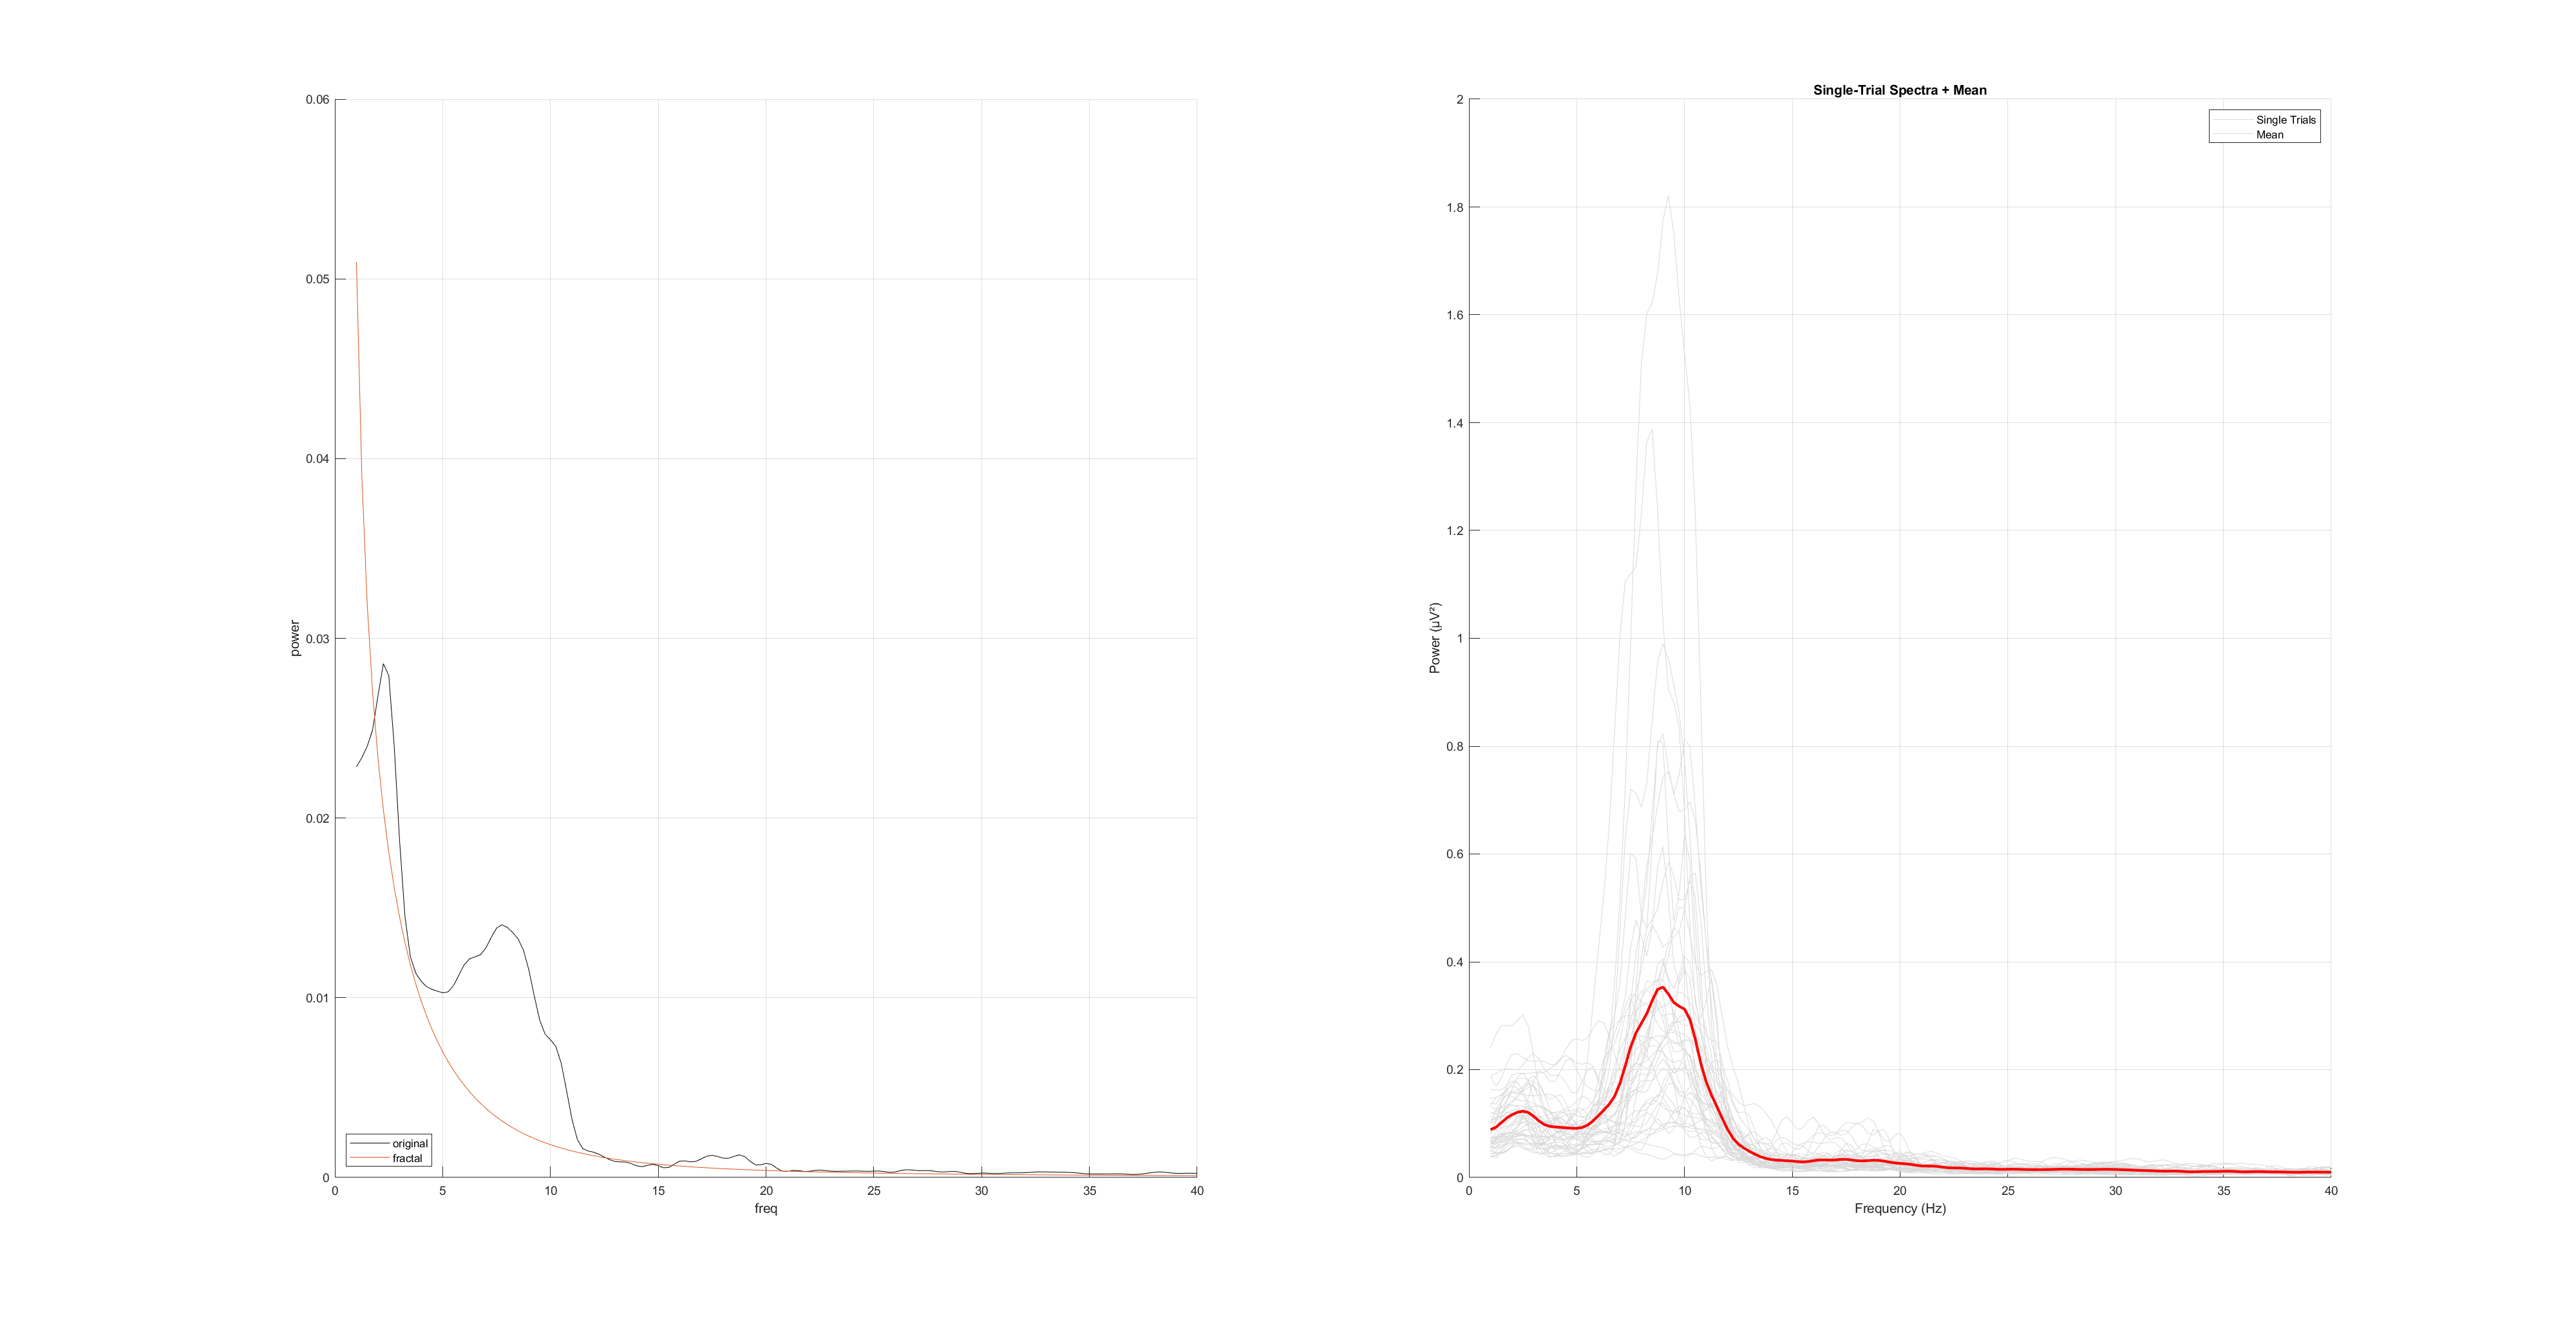 0.06
0.05
0.04
0.03
0.02
0.01
0
power
original
fractal
0 5 10 15 20 25 30 35 40
freq
Single-Trial Spectra + Mean
Single Trials
Mean
2
1.8
1.6
1.4
1.2
1
0.8
0.6
0.4
0.2
0
Power (µV²)
0 5 10 15 20 25 30 35 40
Frequency (Hz)